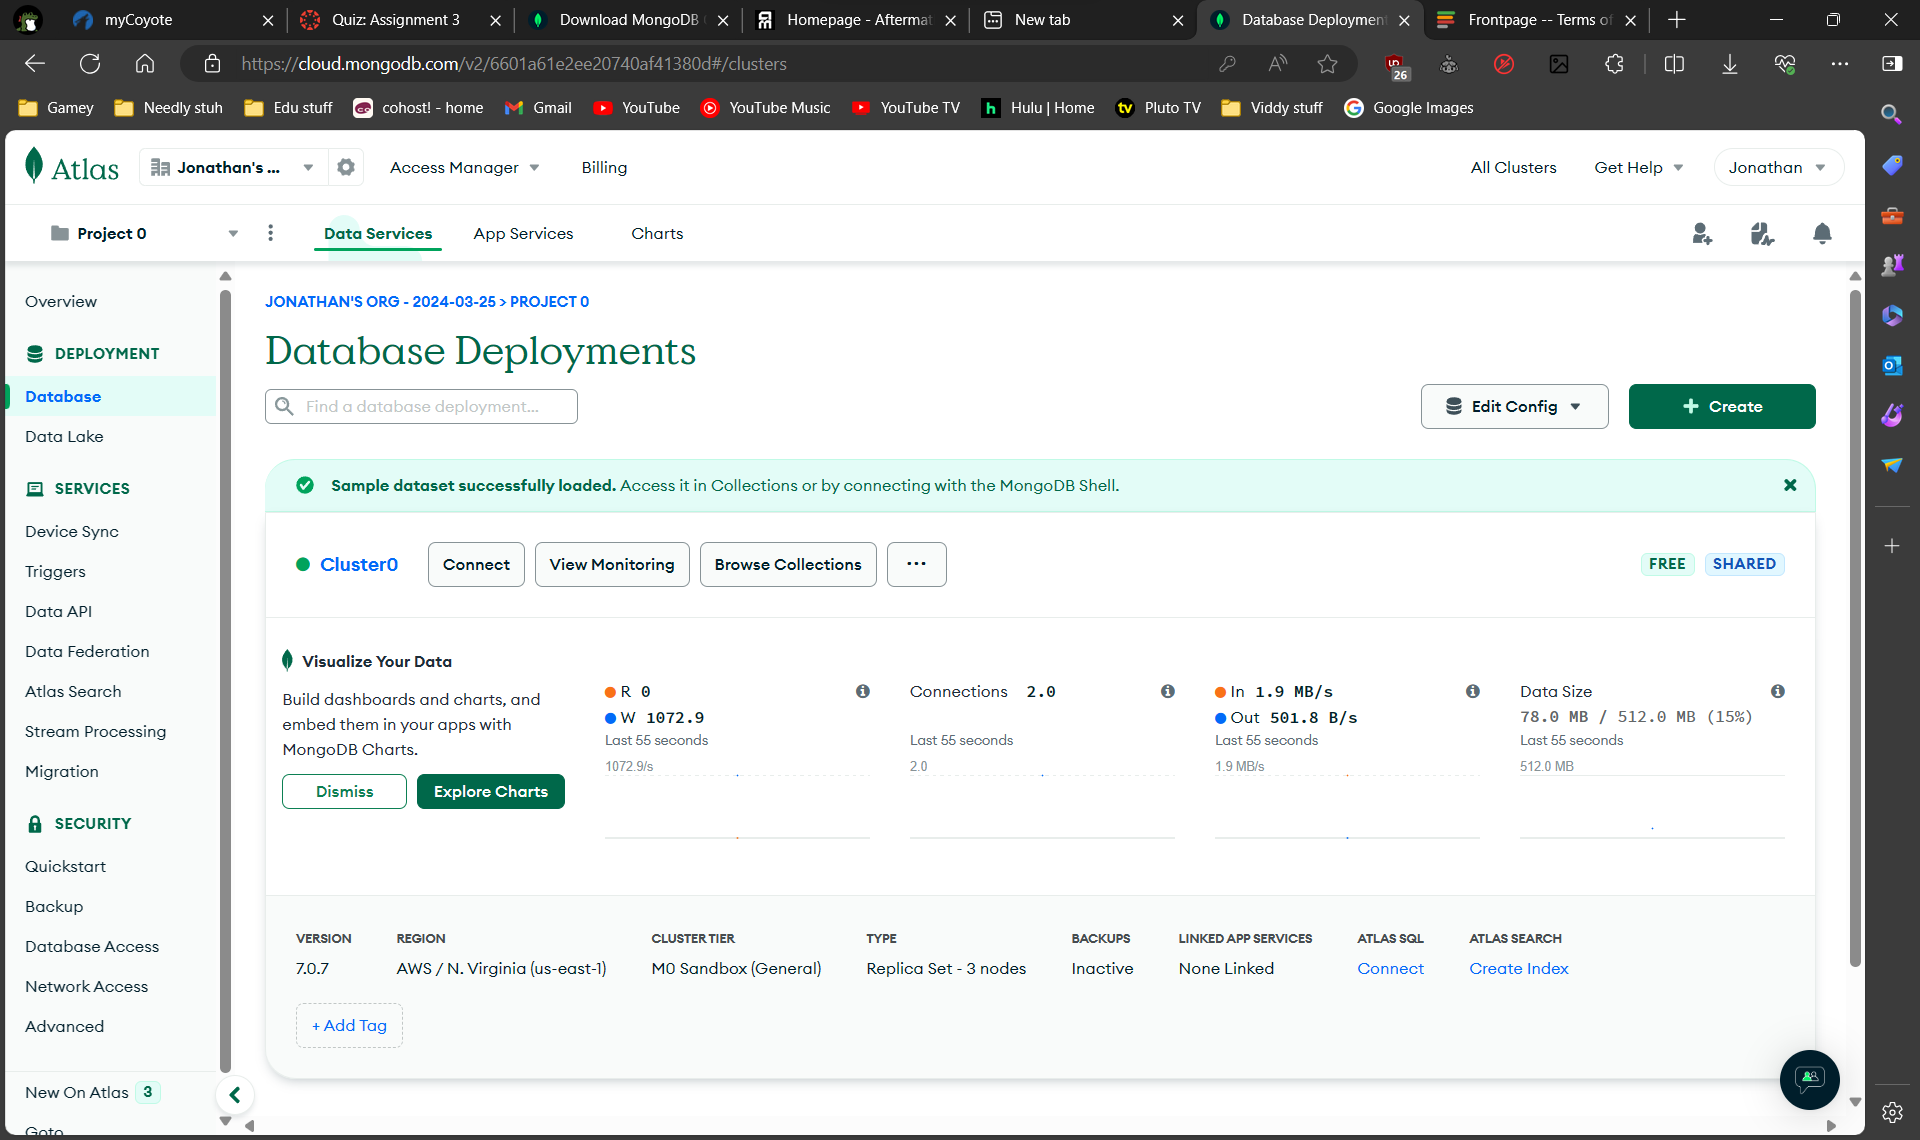 myCoyote
Quiz: Assignment 3
Download MongoDB
Homepage - Aftermat
New tab
Database Deploymen
Frontpage -- Terms of
https://cloud.mongodb.com/v2/6601a61e2ee20740af41380d#/clusters
26
Gamey
Needly stuh
Edu stuff
cohost! - home
Gmail
YouTube
YouTube Music
YouTube TV
Hulu | Home
Pluto TV
Viddy stuff
Google Images
Atlas
Jonathan's ...
Access Manager
Billing
All Clusters
Get Help
Jonathan
Project 0
Data Services
App Services
Charts
Overview
DEPLOYMENT
Database
Data Lake
SERVICES
Device Sync
Triggers
Data API
Data Federation
Atlas Search
Stream Processing
Migration
SECURITY
Quickstart
Backup
Database Access
Network Access
Advanced
New On Atlas 3
Goto
JONATHAN'S ORG - 2024-03-25 > PROJECT 0
Database Deployments
Find a database deployment...
Edit Config
+ Create
Sample dataset successfully loaded. Access it in Collections or by connecting with the MongoDB Shell.
Cluster0
Connect
View Monitoring
Browse Collections
...
FREE
SHARED
Visualize Your Data
Build dashboards and charts, and
embed them in your apps with
MongoDB Charts.
Dismiss
Explore Charts
R 0
W 1072.9
Last 55 seconds
1072.9/s
Connections 2.0
Last 55 seconds
2.0
In 1.9 MB/s
Out 501.8 B/s
Last 55 seconds
1.9 MB/s
Data Size
78.0 MB / 512.0 MB (15%)
Last 55 seconds
512.0 MB
VERSION
7.0.7
REGION
AWS / N. Virginia (us-east-1)
CLUSTER TIER
M0 Sandbox (General)
TYPE
Replica Set - 3 nodes
BACKUPS
Inactive
LINKED APP SERVICES
None Linked
ATLAS SQL
Connect
ATLAS SEARCH
Create Index
+ Add Tag